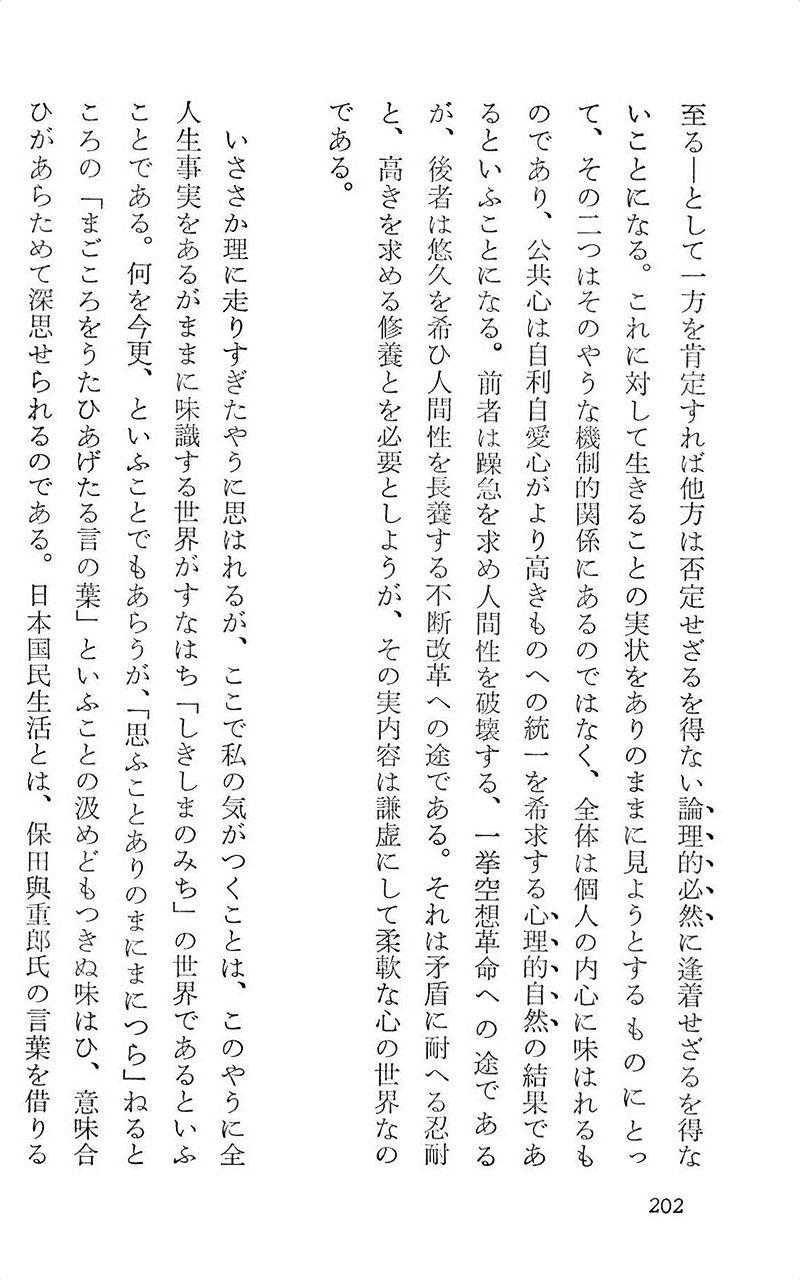 至る―として一方を肯定すれば他方は否定せざるを得ない論理的必然に逢着せざるを得な
いことになる。これに対して生きることの実状をありのままに見ようとするものにとっ
て、その二つはそのやうな機制的関係にあるのではなく、全体は個人の内心に味はれるも
のであり、公共心は自利自愛心がより高きものへの統一を希求する心理的自然の結果であ
るといふことになる。前者は躁急を求め人間性を破壊する、一挙空想革命への途である
が、後者は悠久を希ひ人間性を長養する不断改革への途である。それは矛盾に耐へる忍耐
と、高きを求める修養とを必要としようが、その実内容は謙虚にして柔軟な心の世界なの
である。
いささか理に走りすぎたやうに思はれるが、ここで私の気がつくことは、このやうに全
人生事実をあるがままに味識する世界がすなはち「しきしまのみち」の世界であるといふ
ことである。何を今更、といふことでもあらうが、「思ふことありのまにまにつら」ねると
ころの「まごころをうたひあげたる言の葉」といふことの汲めどもつきぬ味はひ、意味合
ひがあらためて深思せられるのである。日本国民生活とは、保田與重郎氏の言葉を借りる
202